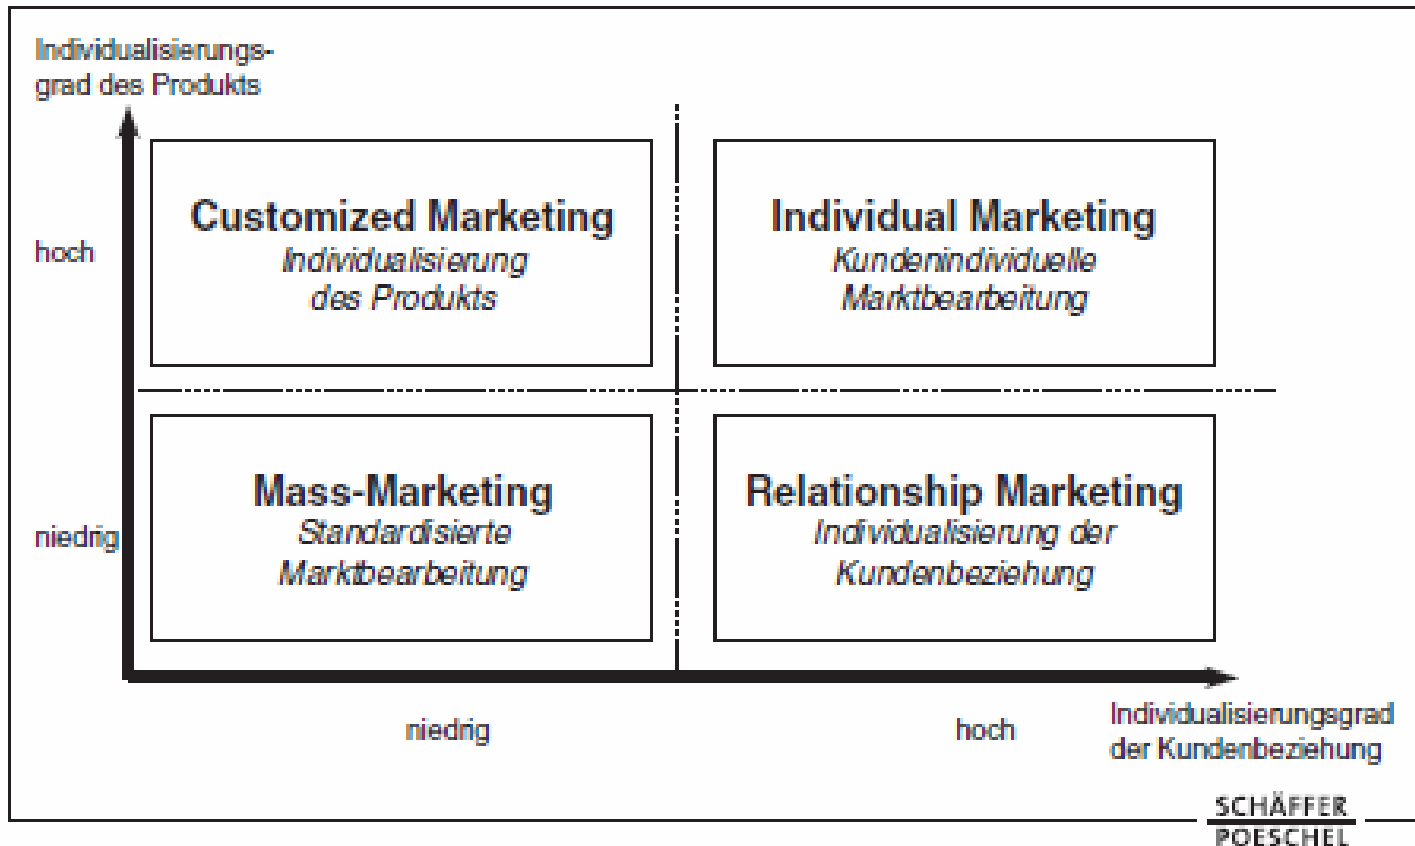 Individualisierungs-
grad des Produkts
hoch
Customized Marketing
Individualisierung
des Produkts
Individual Marketing
Kundenindividuelle
Marktbearbeitung
niedrig
Mass-Marketing
Standardisierte
Marktbearbeitung
Relationship Marketing
Individualisierung der
Kundenbeziehung
niedrig
hoch
Individualisierungsgrad
der Kundenbeziehung
SCHÄFFER
POESCHEL